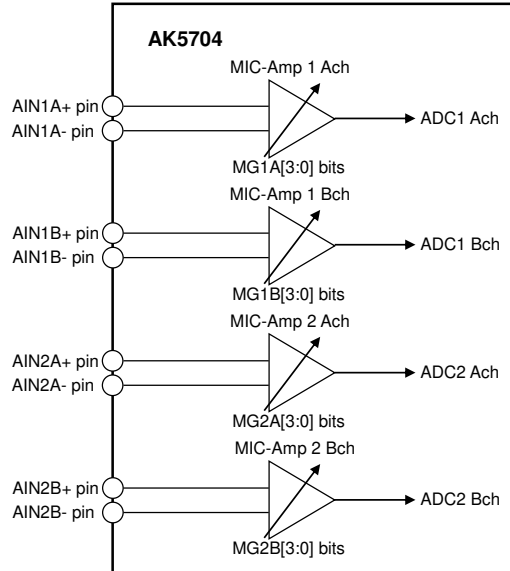 AK5704
MIC-Amp 1 Ach
AIN1A+ pin
AIN1A- pin
ADC1 Ach
MG1A[3:0] bits
MIC-Amp 1 Bch
AIN1B+ pin
AIN1B- pin
ADC1 Bch
MG1B[3:0] bits
MIC-Amp 2 Ach
AIN2A+ pin
AIN2A- pin
ADC2 Ach
MG2A[3:0] bits
MIC-Amp 2 Bch
AIN2B+ pin
AIN2B- pin
ADC2 Bch
MG2B[3:0] bits